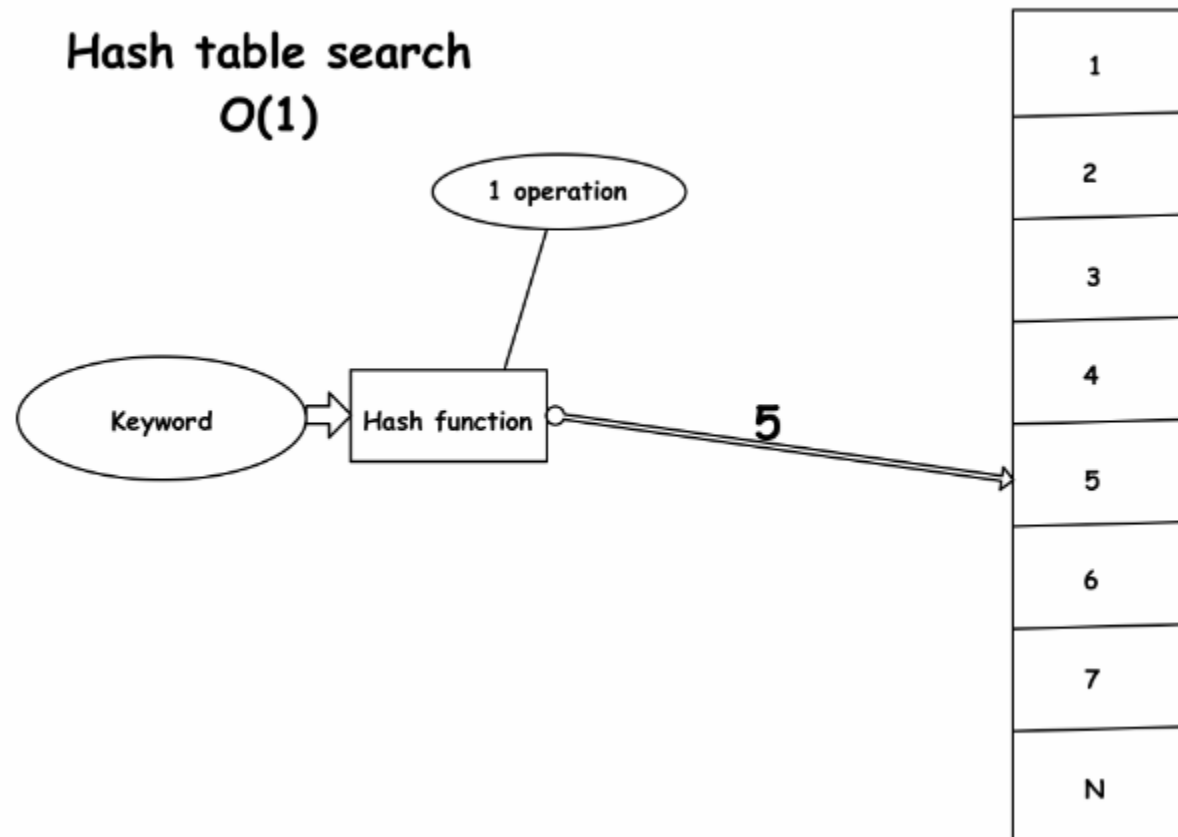 Hash table search
O(1)
1 operation
Keyword
Hash function
5
1
2
3
4
5
6
7
N